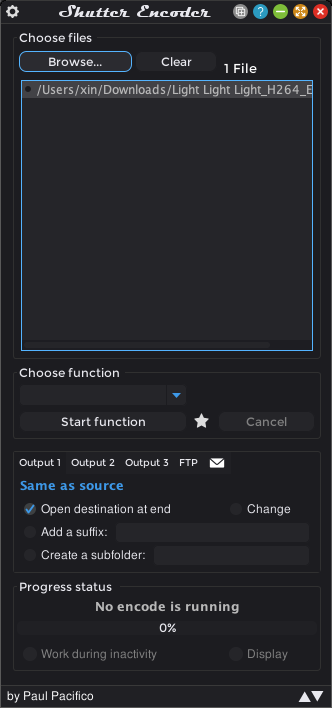 Shutter Encoder
Choose files
Browse...
Clear
1 File
/Users/xin/Downloads/Light Light Light_H264_E
Choose function
Start function
Cancel
Output 1
Output 2
Output 3
FTP
Same as source
Open destination at end
Change
Add a suffix:
Create a subfolder:
Progress status
No encode is running
0%
Work during inactivity
Display
by Paul Pacifico